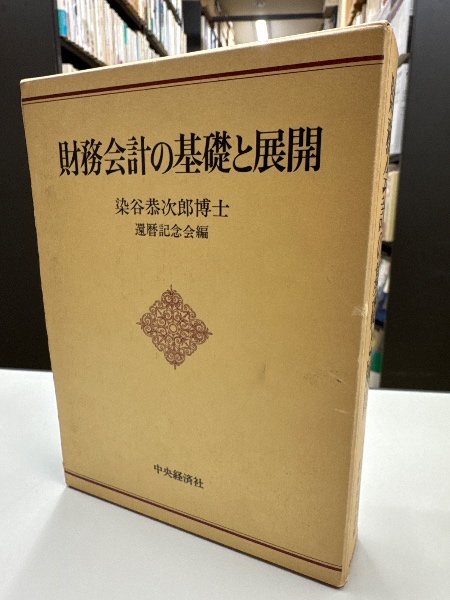 財務会計の基礎と展開
染谷恭次郎博士
還暦記念会編
中央経済社